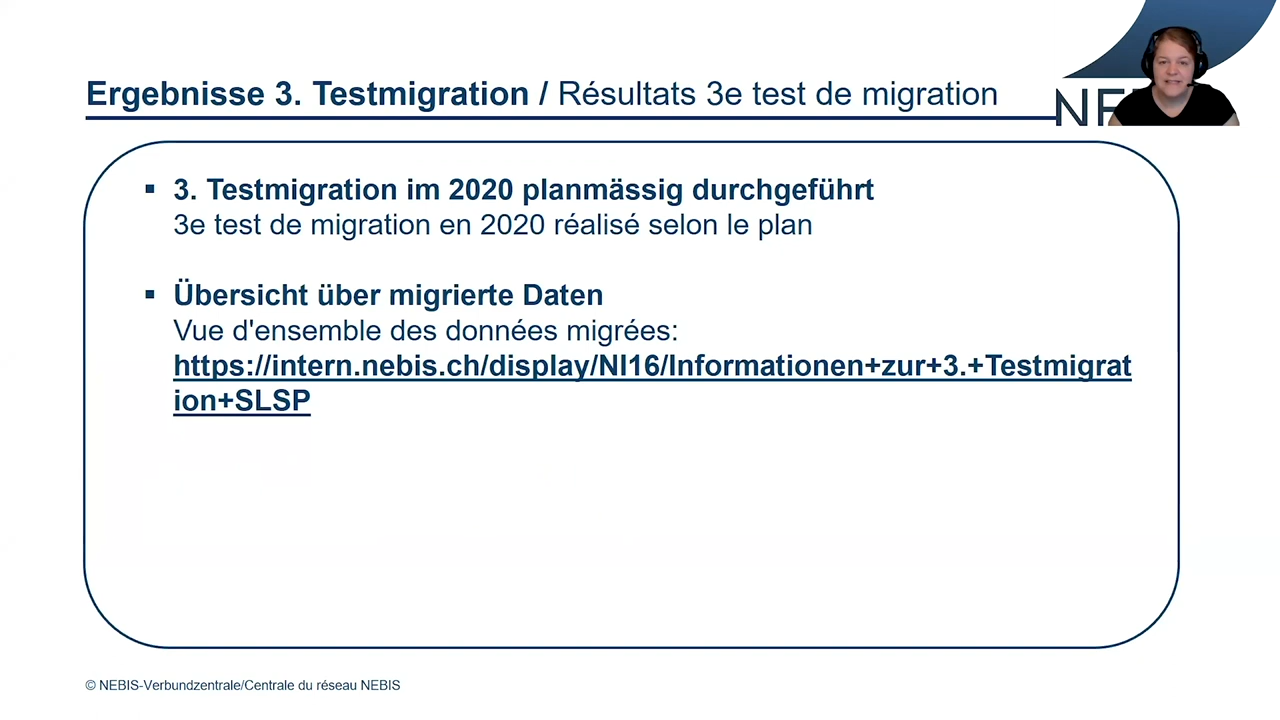 Ergebnisse 3. Testmigration / Résultats 3e test de migration
3. Testmigration im 2020 planmässig durchgeführt
3e test de migration en 2020 réalisé selon le plan
Übersicht über migrierte Daten
Vue d'ensemble des données migrées:
https://intern.nebis.ch/display/NI16/Informationen+zur+3.+Testmigrat
ion+SLSP
© NEBIS-Verbundzentrale/Centrale du réseau NEBIS